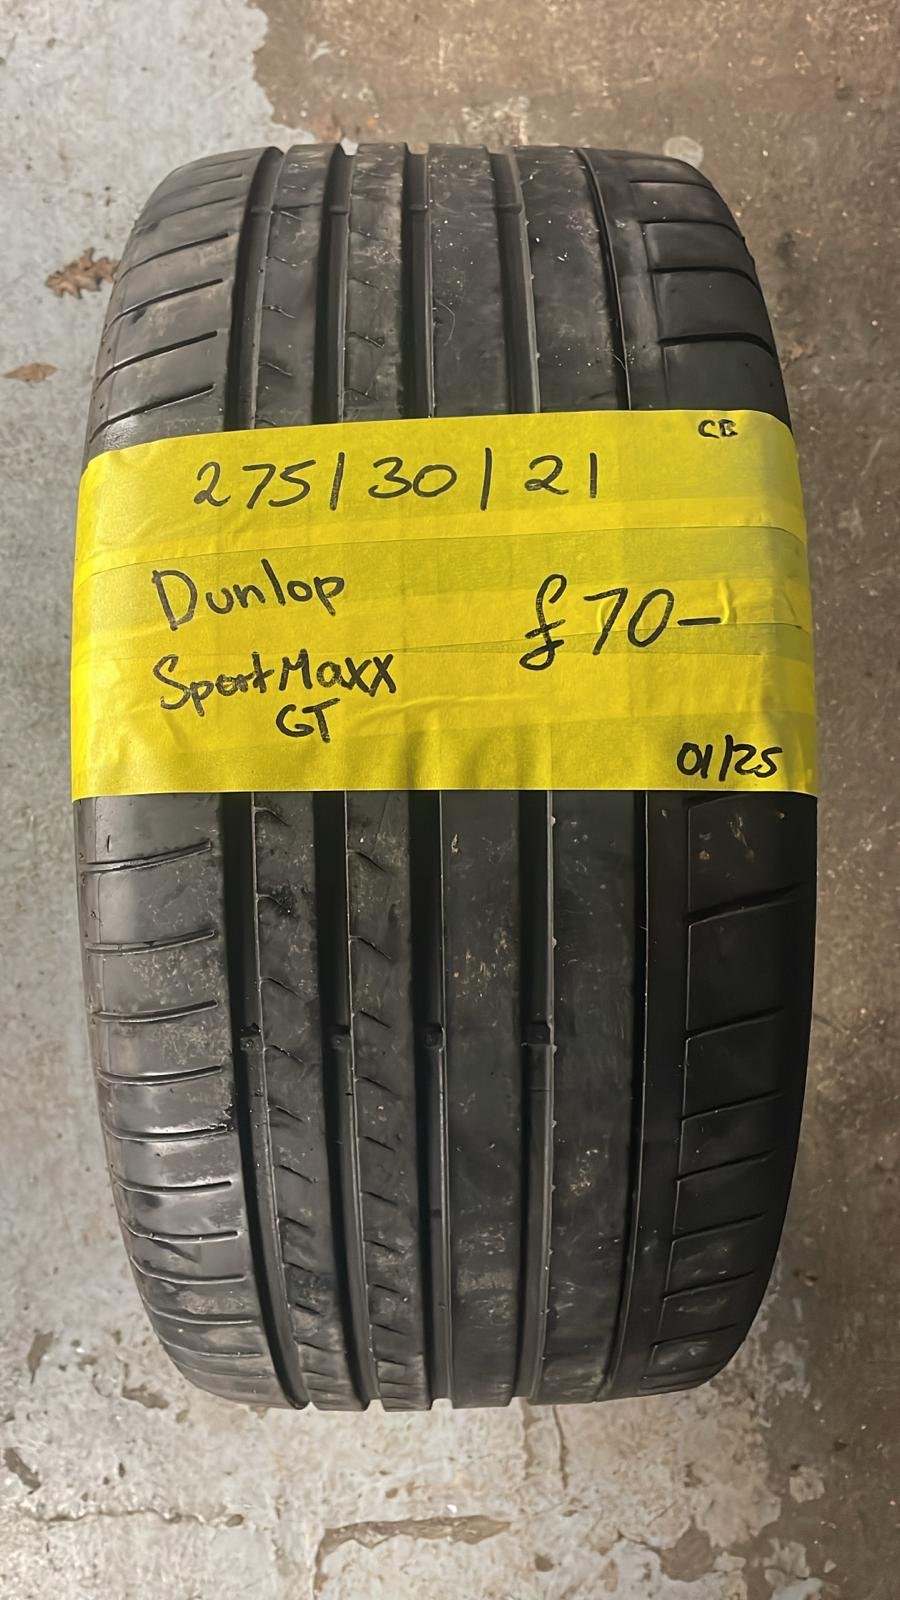 CB
275/30/21
Dunlop £70-
SportMaxx
GT
01/25